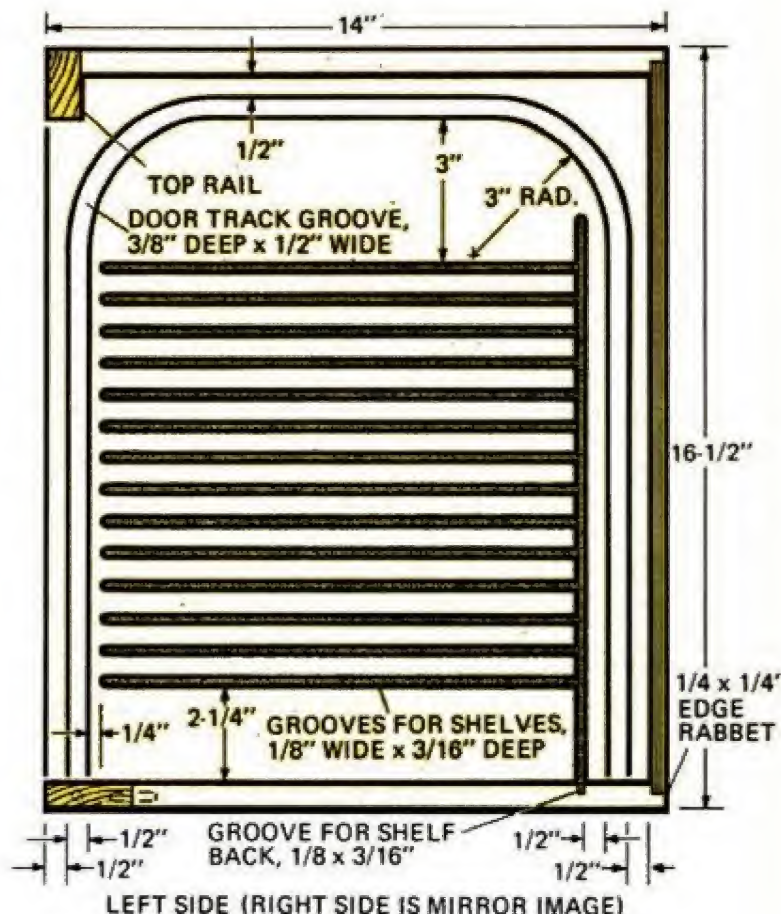 14"
1/2"
3"
TOP RAIL
3" RAD.
DOOR TRACK GROOVE,
3/8" DEEP x 1/2" WIDE
16-1/2"
1/4 x 1/4"
EDGE
RABBET
2-1/4"
1/4"
GROOVES FOR SHELVES,
1/8" WIDE x 3/16" DEEP
1/2"
1/2"
GROOVE FOR SHELF
BACK, 1/8 x 3/16"
1/2"
1/2"
LEFT SIDE (RIGHT SIDE IS MIRROR IMAGE)